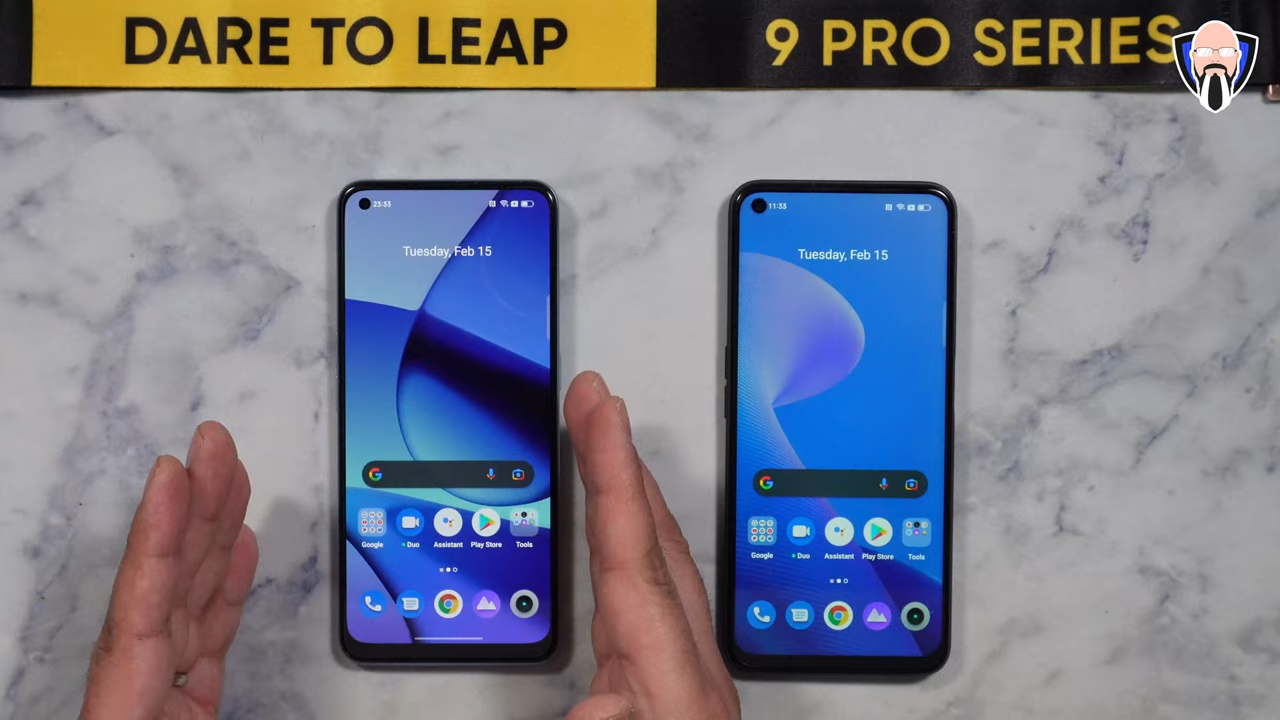 DARE TO LEAP
9 PRO SERIES
23:33
Tuesday, Feb 15
Google
Duo
Assistant
Play Store
Tools
11:33
Tuesday, Feb 15
Google
Duo
Assistant
Play Store
Tools